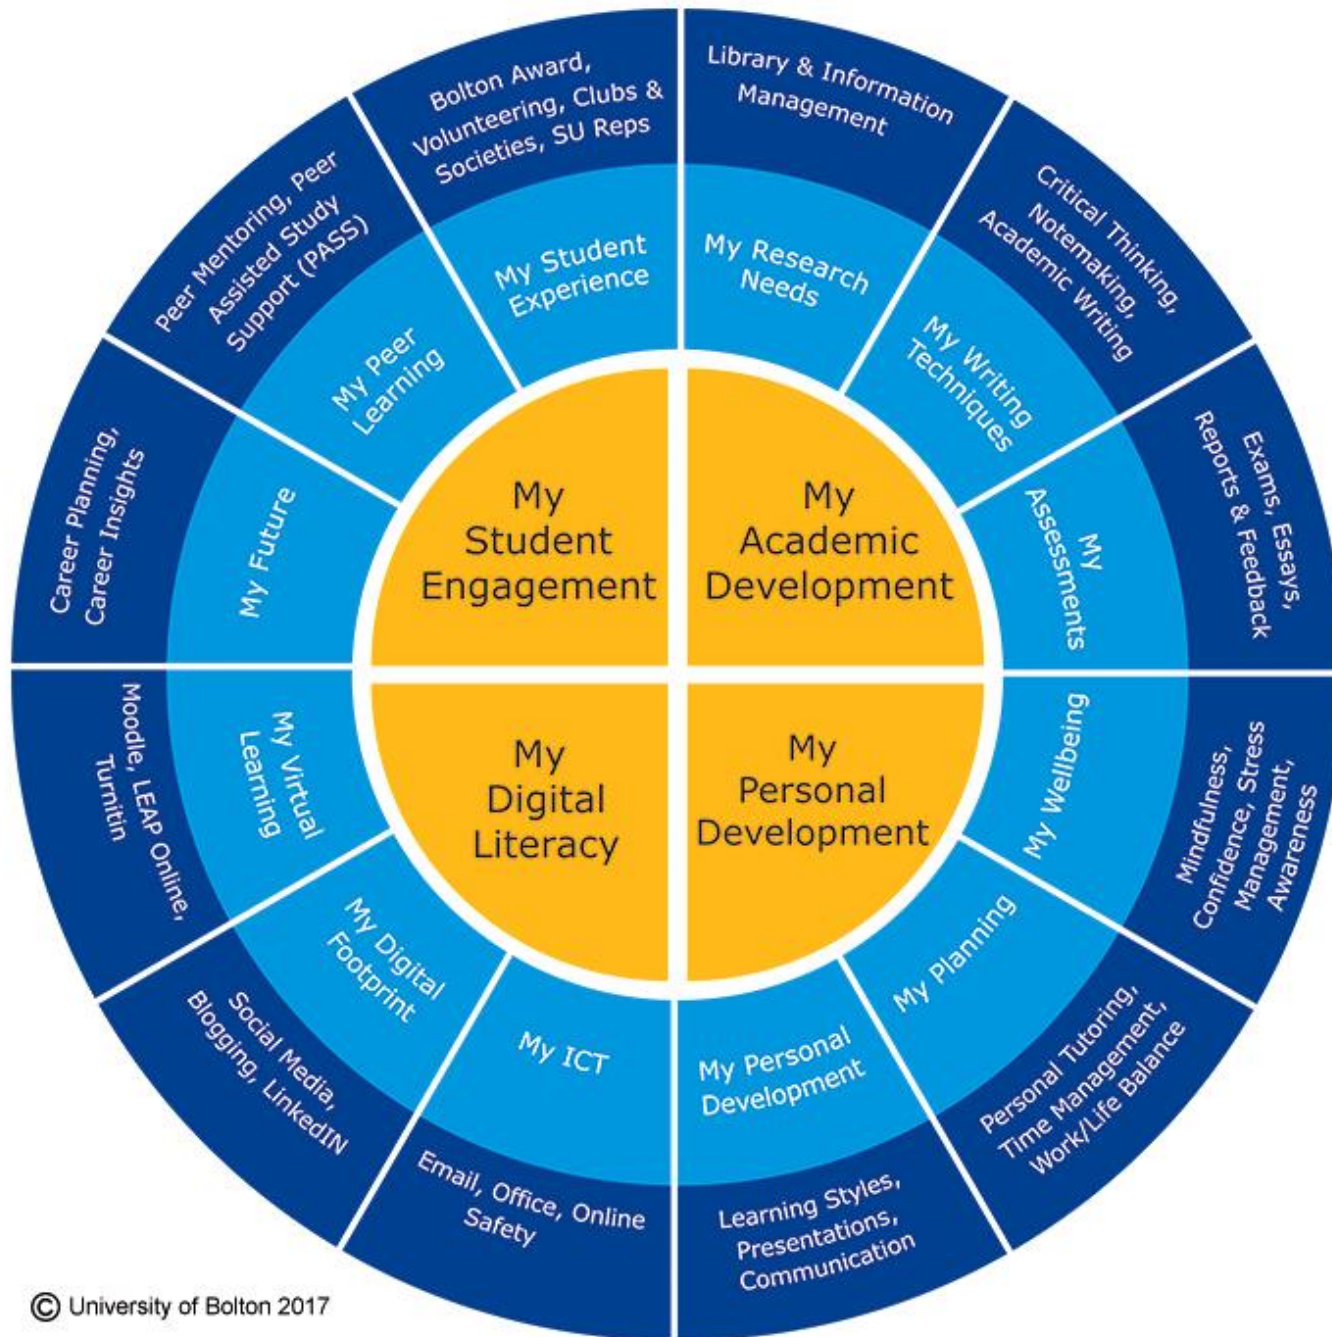 Bolton Award,
Volunteering, Clubs &
Societies, SU Reps
Library & Information
Management
Critical Thinking,
Notemaking,
Academic Writing
Exams, Essays,
Reports & Feedback
Mindfulness,
Confidence, Stress
Management,
Awareness
Personal Tutoring,
Time Management,
Work/Life Balance
Learning Styles,
Presentations,
Communication
Email, Office, Online
Safety
Social Media,
Blogging, LinkedIN
Moodle, LEAP Online,
Turnitin
Career Planning,
Career Insights
Peer Mentoring, Peer
Assisted Study
Support (PASS)
My Student
Experience
My Research
Needs
My Writing
Techniques
My
Assessments
My Wellbeing
My Planning
My Personal
Development
My ICT
My Digital
Footprint
My Virtual
Learning
My Future
My Peer
Learning
My
Student
Engagement
My
Academic
Development
My
Digital
Literacy
My
Personal
Development
© University of Bolton 2017